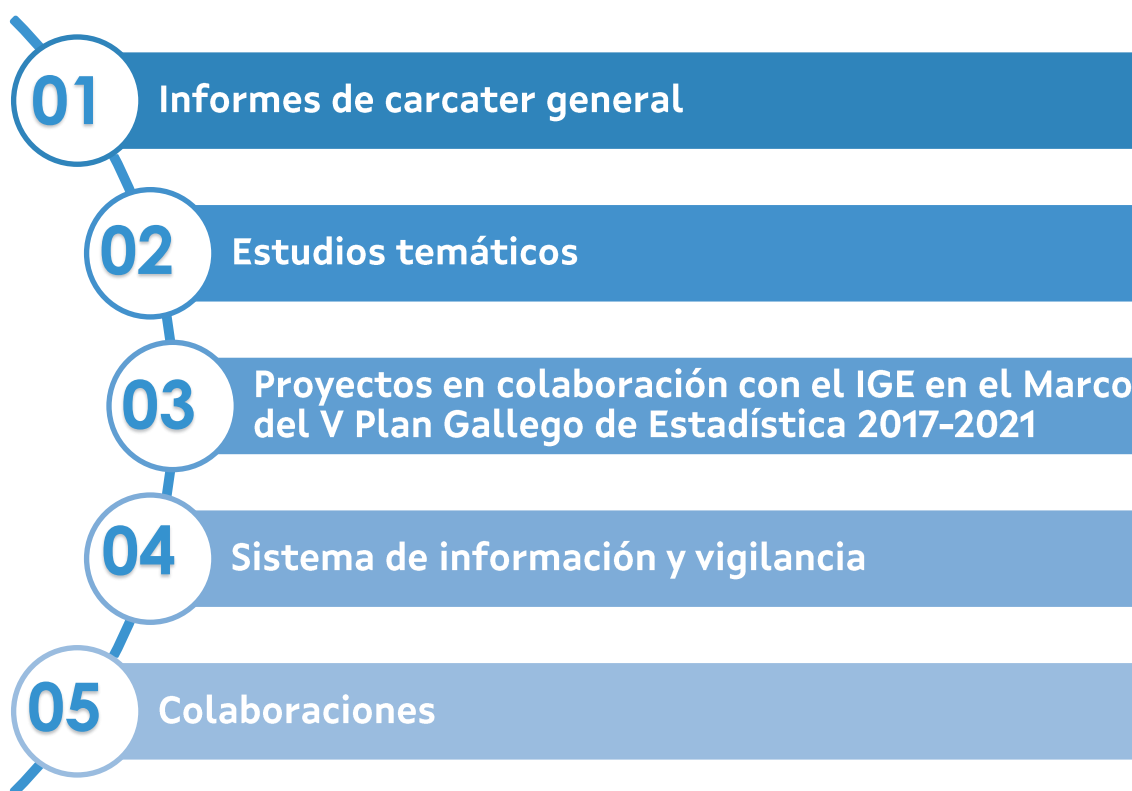 01
Informes de carcater general
02
Estudios temáticos
03
Proyectos en colaboración con el IGE en el Marco
del V Plan Gallego de Estadística 2017-2021
04
Sistema de información y vigilancia
05
Colaboraciones